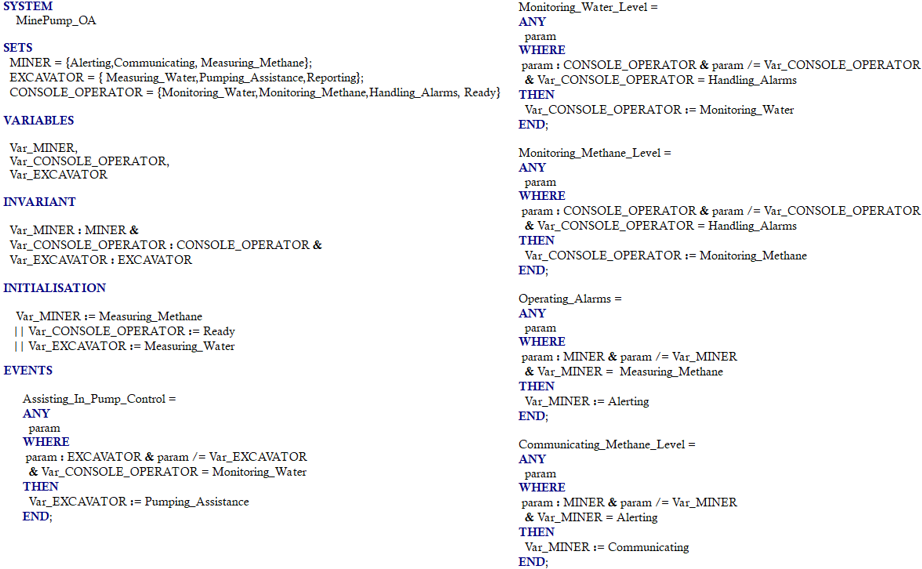 SYSTEM
MinePump_OA
SETS
MINER = {Alerting,Communicating, Measuring_Methane};
EXCAVATOR = { Measuring_Water,Pumping_Assistance,Reporting};
CONSOLE_OPERATOR = {Monitoring_Water,Monitoring_Methane,Handling_Alarms, Ready}
VARIABLES
Var_MINER,
Var_CONSOLE_OPERATOR,
Var_EXCAVATOR
INVARIANT
Var_MINER : MINER &
Var_CONSOLE_OPERATOR : CONSOLE_OPERATOR &
Var_EXCAVATOR : EXCAVATOR
INITIALISATION
Var_MINER := Measuring_Methane
|| Var_CONSOLE_OPERATOR := Ready
|| Var_EXCAVATOR := Measuring_Water
EVENTS
Assisting_In_Pump_Control =
ANY
param
WHERE
param : EXCAVATOR & param /= Var_EXCAVATOR
& Var_CONSOLE_OPERATOR = Monitoring_Water
THEN
Var_EXCAVATOR := Pumping_Assistance
END;
Monitoring_Water_Level =
ANY
param
WHERE
param : CONSOLE_OPERATOR & param /= Var_CONSOLE_OPERATOR
& Var_CONSOLE_OPERATOR = Handling_Alarms
THEN
Var_CONSOLE_OPERATOR := Monitoring_Water
END;
Monitoring_Methane_Level =
ANY
param
WHERE
param : CONSOLE_OPERATOR & param /= Var_CONSOLE_OPERATOR
& Var_CONSOLE_OPERATOR = Handling_Alarms
THEN
Var_CONSOLE_OPERATOR := Monitoring_Methane
END;
Operating_Alarms =
ANY
param
WHERE
param : MINER & param /= Var_MINER
& Var_MINER = Measuring_Methane
THEN
Var_MINER := Alerting
END;
Communicating_Methane_Level =
ANY
param
WHERE
param : MINER & param /= Var_MINER
& Var_MINER = Alerting
THEN
Var_MINER := Communicating
END;